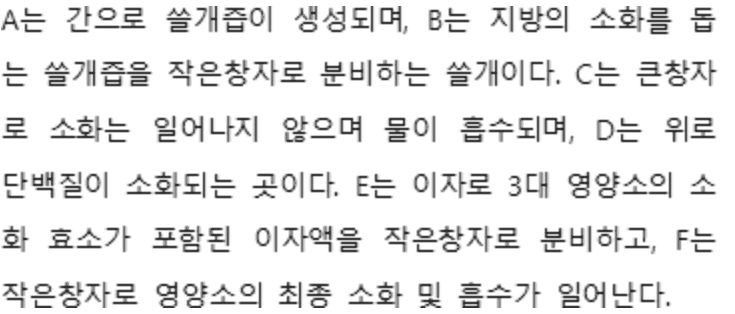 A는 간으로 쓸개즙이 생성되며, B는 지방의 소화를 돕
는 쓸개즙을 작은창자로 분비하는 쓸개이다. C는 큰창자
로 소화는 일어나지 않으며 물이 흡수되며, D는 위로
단백질이 소화되는 곳이다. E는 이자로 3대 영양소의 소
화 효소가 포함된 이자액을 작은창자로 분비하고, F는
작은창자로 영양소의 최종 소화 및 흡수가 일어난다.